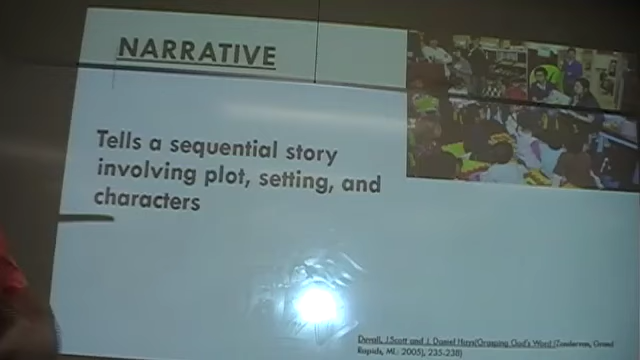 NARRATIVE
Tells a sequential story
involving plot, setting, and
characters
Duvall, J.Scott and J. Daniel Hays(Grasping God's Word (Zondervan, Grand
Rapids, MI: 2005), 235-238)